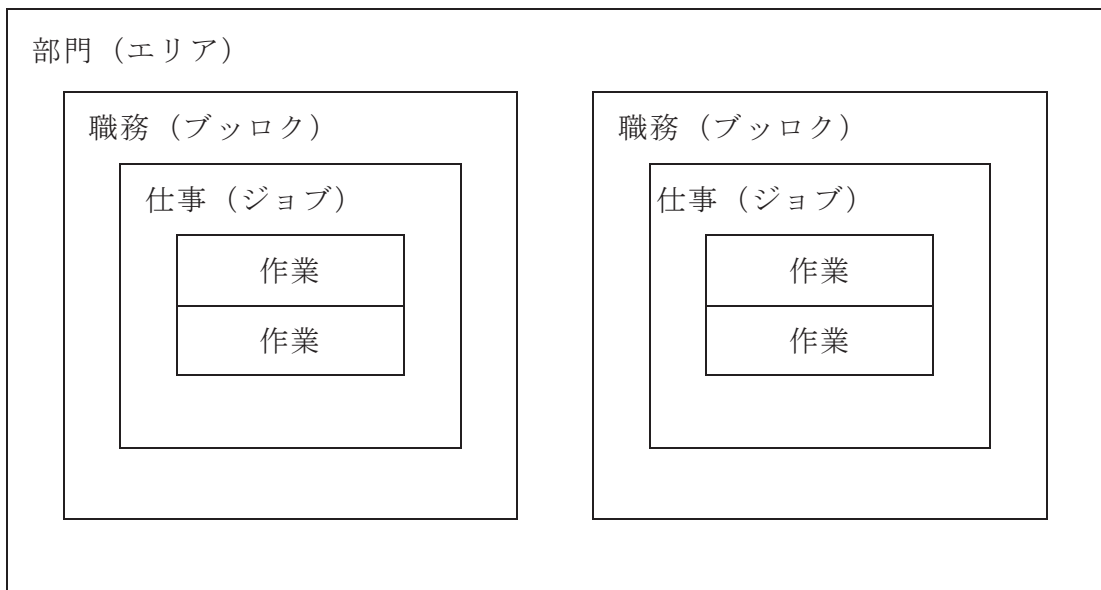 部門（エリア）
職務（ブッロク）
職務（ブッロク）
仕事（ジョブ）
仕事（ジョブ）
作業
作業
作業
作業